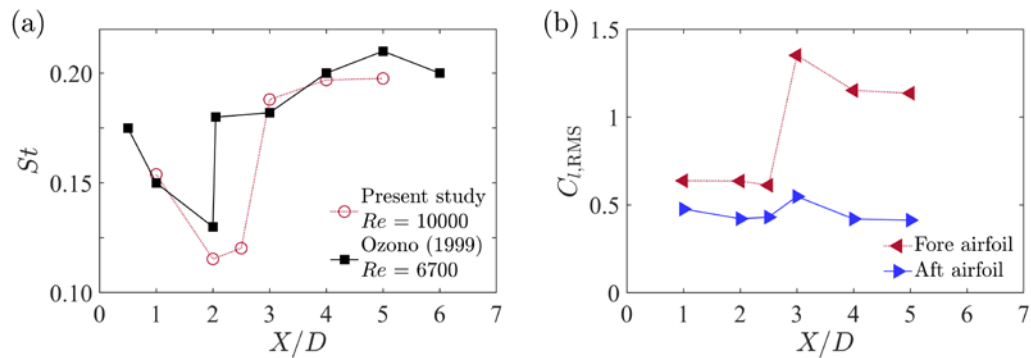 (a)
St
0.20
0.15
0.10
0 1 2 3 4 5 6 7
X/D
Present study
Re = 10000
Ozono (1999)
Re = 6700
(b)
C_{l,RMS}
1.5
1
0.5
0
0 1 2 3 4 5 6 7
X/D
Fore airfoil
Aft airfoil